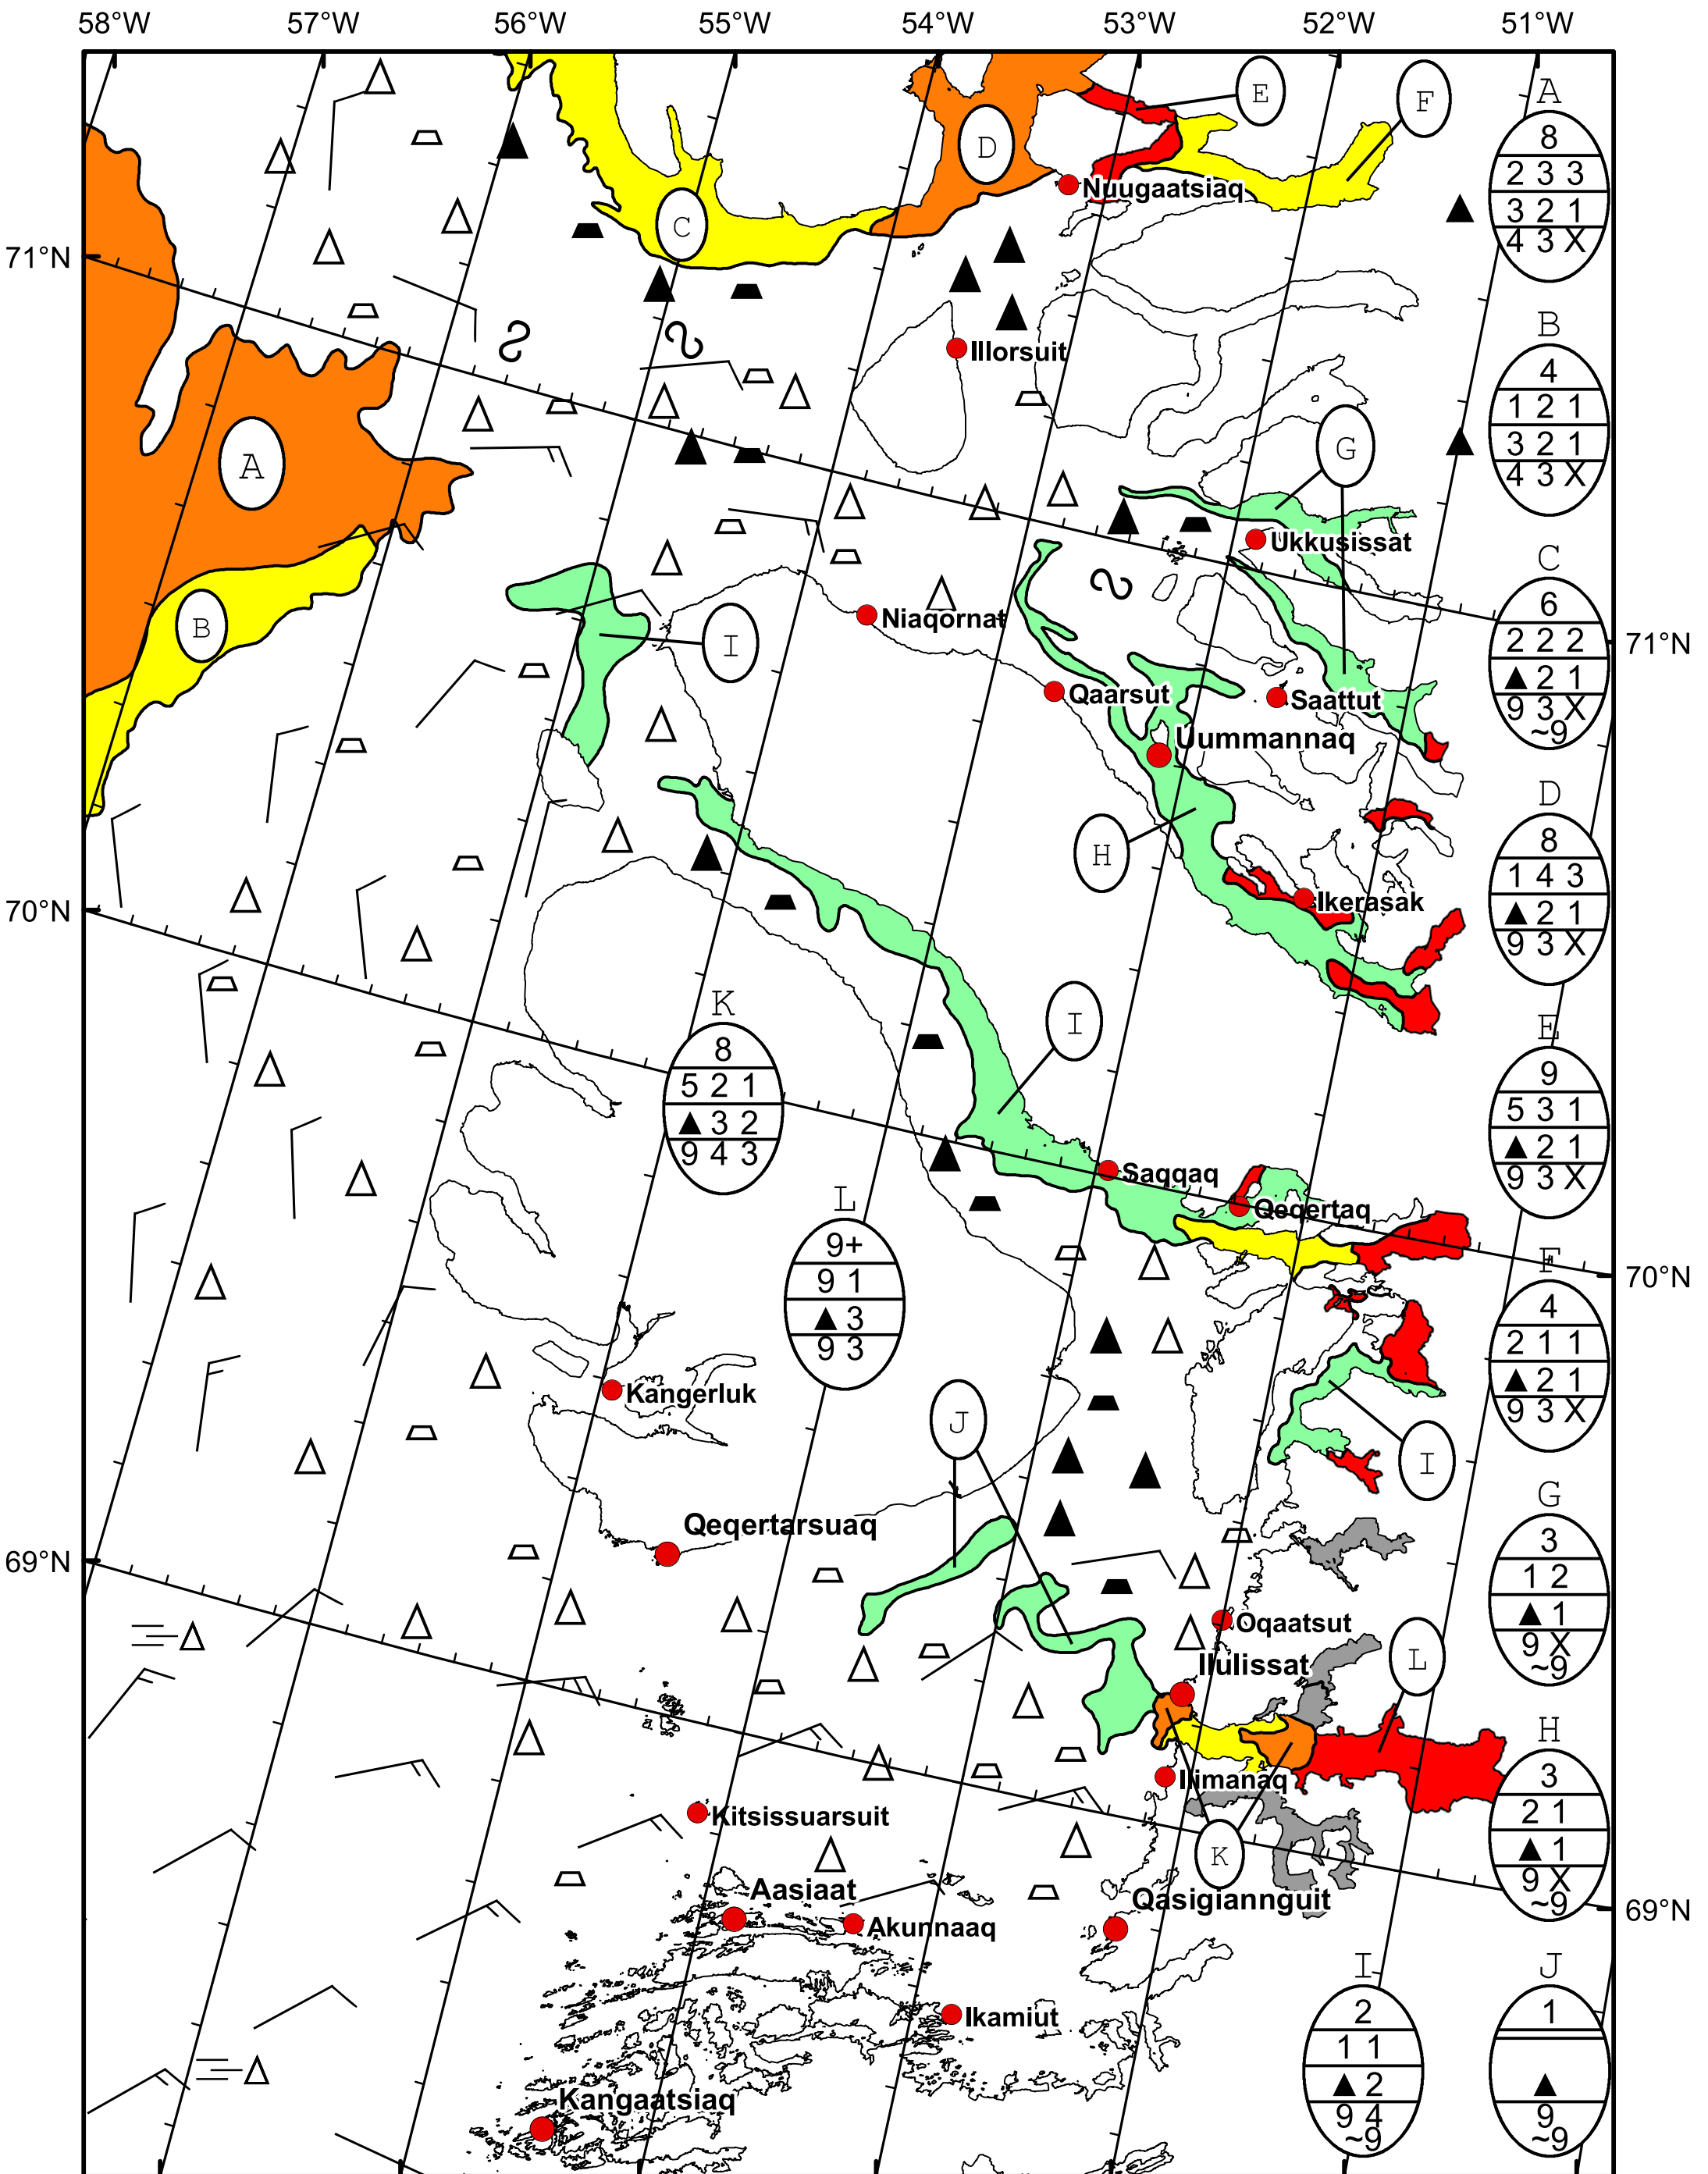 58°W 57°W 56°W 55°W 54°W 53°W 52°W 51°W
E
F
A
8
2 3 3
3 2 1
4 3 X
D
Nuugaatsiaq
C
71°N
B
4
1 2 1
3 2 1
4 3 X
Illorsuit
A
G
Ukkusissat
C
6
2 2 2
▲ 2 1
9 3 X
~9
B
Niaqornat
I
71°N
Qaarsut
Saattut
Uummannaq
D
8
1 4 3
▲ 2 1
9 3 X
H
Ikerasak
70°N
K
8
5 2 1
▲ 3 2
9 4 3
I
E
9
5 3 1
▲ 2 1
9 3 X
Saqqaq
Qeqertaq
L
9+
9 1
▲ 3
9 3
70°N
F
4
2 1 1
▲ 2 1
9 3 X
Kangerluk
J
I
G
3
1 2
▲ 1
9 X
~9
Qeqertarsuaq
69°N
Oqaatsut
L
Ilulissat
H
3
2 1
▲ 1
9 X
~9
Ilimanaq
Kitsissuarsuit
K
Aasiaat
Qasigiannguit
Akunnaaq
69°N
I
2
1 1
▲ 2
9 4
~9
J
1
▲
9
~9
Ikamiut
Kangaatsiaq